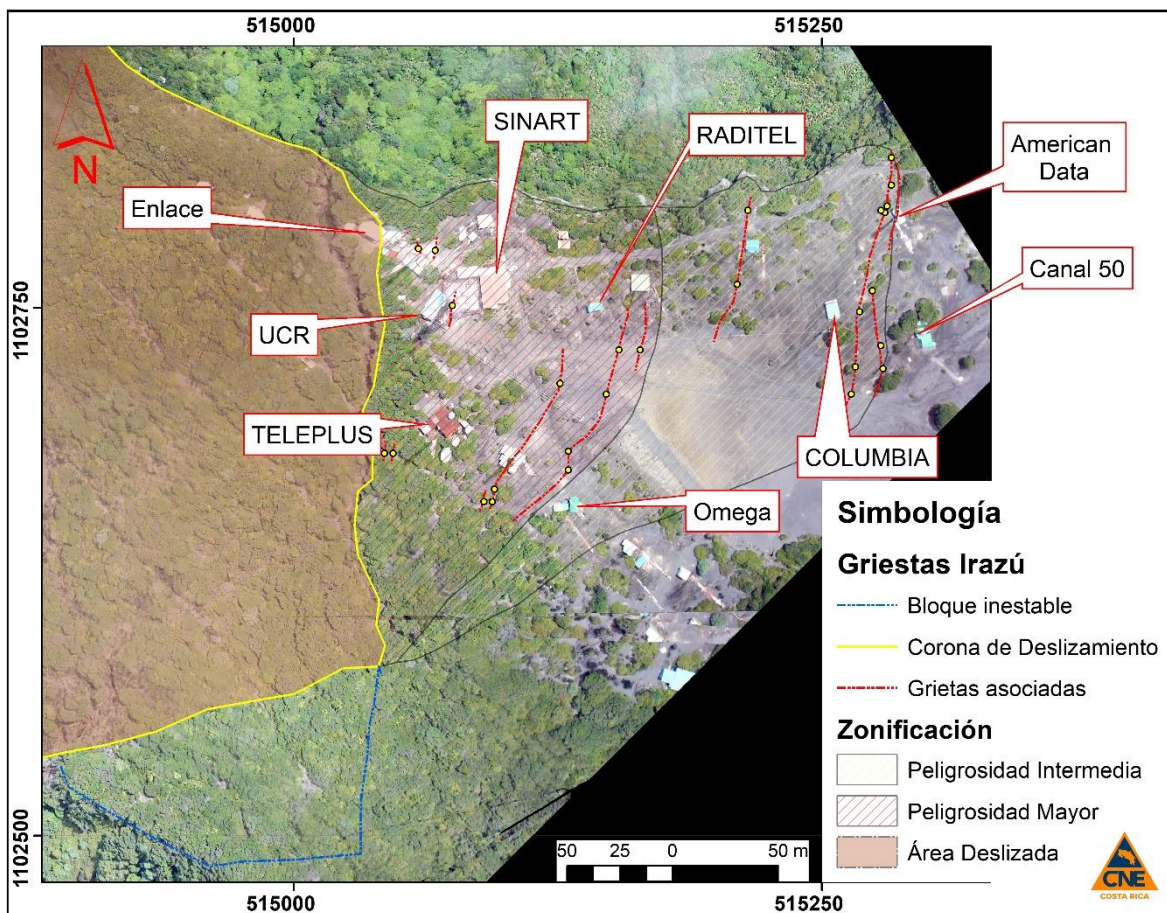 515000
515250
SINART
RADITEL
American
Data
Enlace
N
Canal 50
1102750
UCR
TELEPLUS
COLUMBIA
Omega
Simbología
Griestas Irazú
Bloque inestable
Corona de Deslizamiento
Grietas asociadas
Zonificación
Peligrosidad Intermedia
Peligrosidad Mayor
Área Deslizada
1102500
50 25 0 50 m
CNE
COSTA RICA
515000
515250